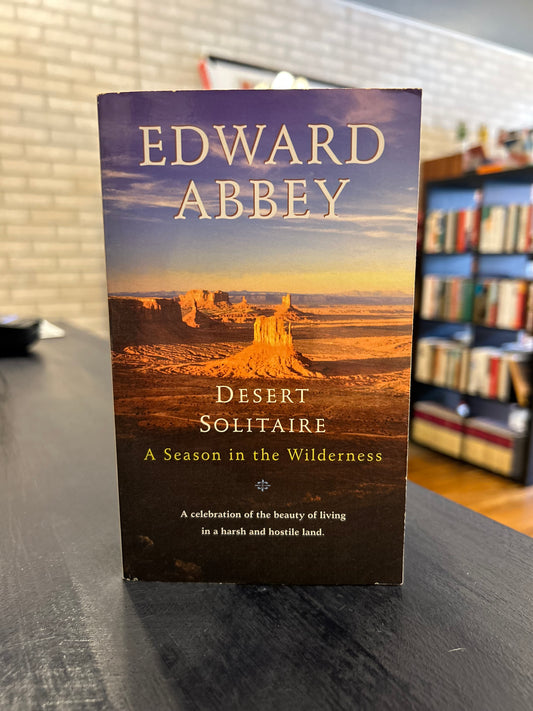 EDWARD
ABBEY
DESERT
SOLITAIRE
A Season in the Wilderness
A celebration of the beauty of living
in a harsh and hostile land.